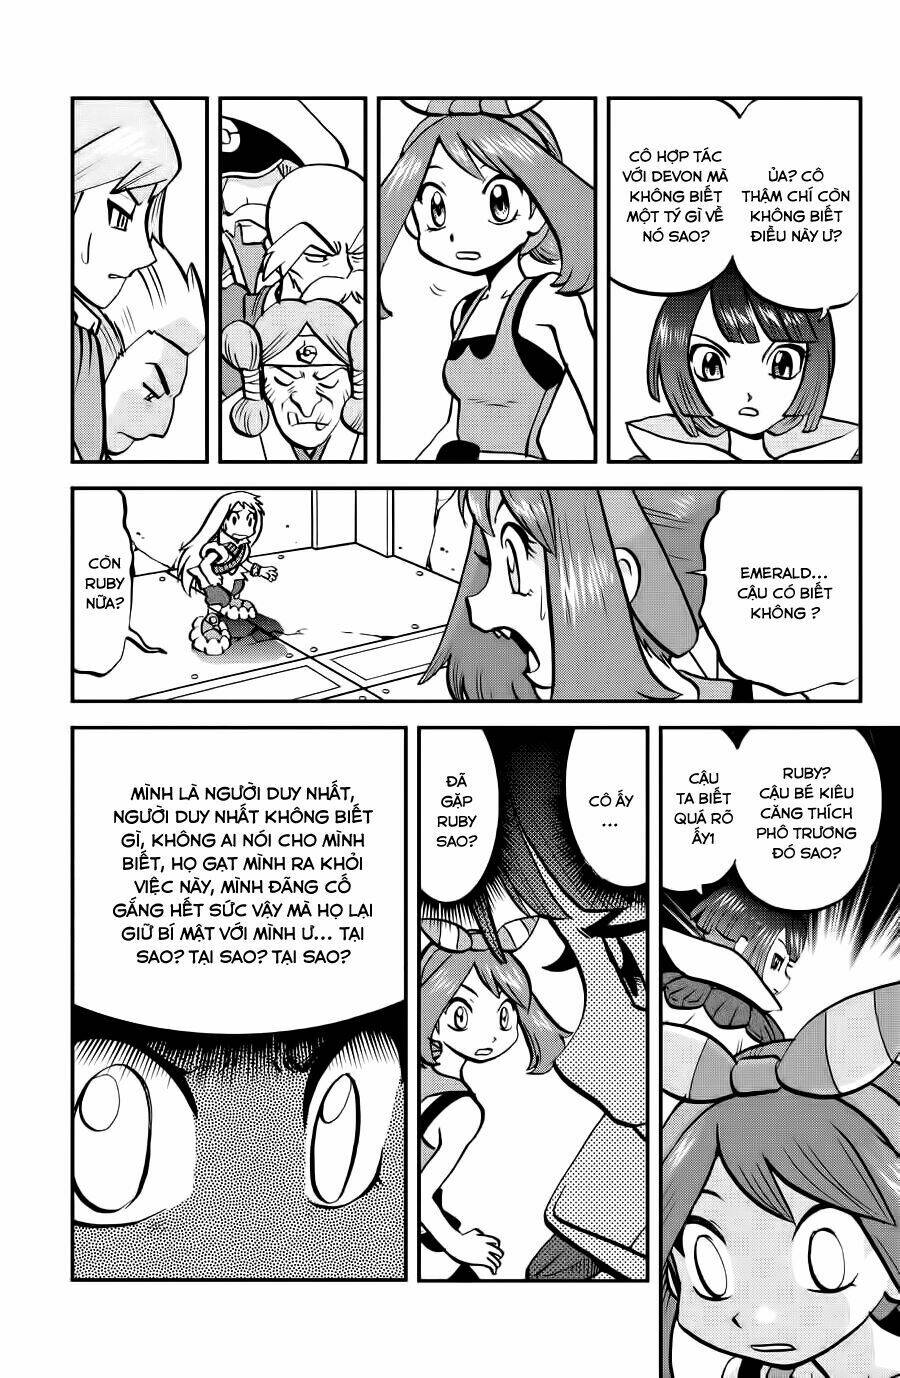 ỦA? CÔ
THẬM CHÍ CÒN
KHÔNG BIẾT
ĐIỀU NÀY Ư?
CÔ HỢP TÁC
VỚI DEVON MÀ
KHÔNG BIẾT
MỘT TÝ GÌ VỀ
NÓ SAO?
EMERALD...
CẬU CÓ BIẾT
KHÔNG ?
CÒN
RUBY
NỮA?
RUBY?
CẬU BÉ KIÊU
CĂNG THÍCH
PHÔ TRƯƠNG
ĐÓ SAO?
CẬU
TA BIẾT
QUÁ RÕ
ẤY1
CÔ ẤY
...
ĐÃ
GẶP
RUBY
SAO?
MÌNH LÀ NGƯỜI DUY NHẤT,
NGƯỜI DUY NHẤT KHÔNG BIẾT
GÌ, KHÔNG AI NÓI CHO MÌNH
BIẾT, HỌ GẠT MÌNH RA KHỎI
VIỆC NÀY, MÌNH ĐÃNG CỐ
GẮNG HẾT SỨC VẬY MÀ HỌ LẠI
GIỮ BÍ MẬT VỚI MÌNH Ư... TẠI
SAO? TẠI SAO? TẠI SAO?